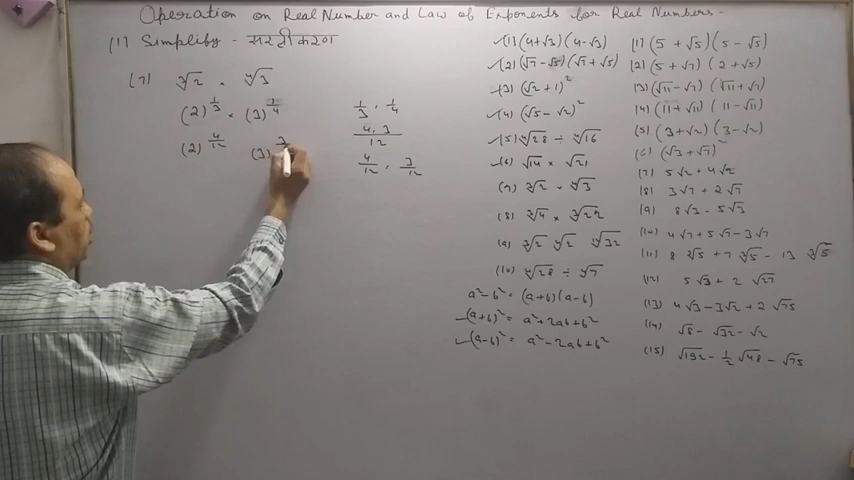 Operation on Real Number and Law of Exponents for Real Numbers -
(1) Simplify - सरलीकरण
(7) ∛2 . ∜3
(2)^1/3 . (3)^1/4
(2)^4/12 (3)^3
1/3 , 1/4
4, 3 / 12
4/12 , 3/12
✓(1) (4+√3) (4-√3)
✓(2) (√7 - √5) (√7 + √5)
✓(3) (√2 + 1)²
✓(4) (√5 - √2)²
✓(5) ∜28 ÷ ∜16
✓(6) √14 × √21
(7) ∛2 . ∜3
(8) ∛4 × ∛22
(9) ∛2 ∜2 ¹²√32
(10) ∜28 ÷ ∜7
a² - b² = (a+b) (a-b)
✓(a+b)² = a² + 2ab + b²
✓(a-b)² = a² - 2ab + b²
(1) (5 + √5) (5 - √5)
(2) (5 + √7) (2 + √5)
(3) (√11 - √7) (√11 + √7)
(4) (11 + √11) (11 - √11)
(5) (3 + √2) (3 - √2)
(6) (√3 + √7)²
(7) 5√2 + 4√2
(8) 3√7 + 2√7
(9) 8√3 - 5√3
(10) 4√7 + 5√7 - 3√7
(11) 8 ∛5 + 7 ∛5 - 13 ∛5
(12) 5√3 + 2 √27
(13) 4√3 - 3√2 + 2 √75
(14) √8 - √32 - √2
(15) √192 - 1/2 √48 - √75